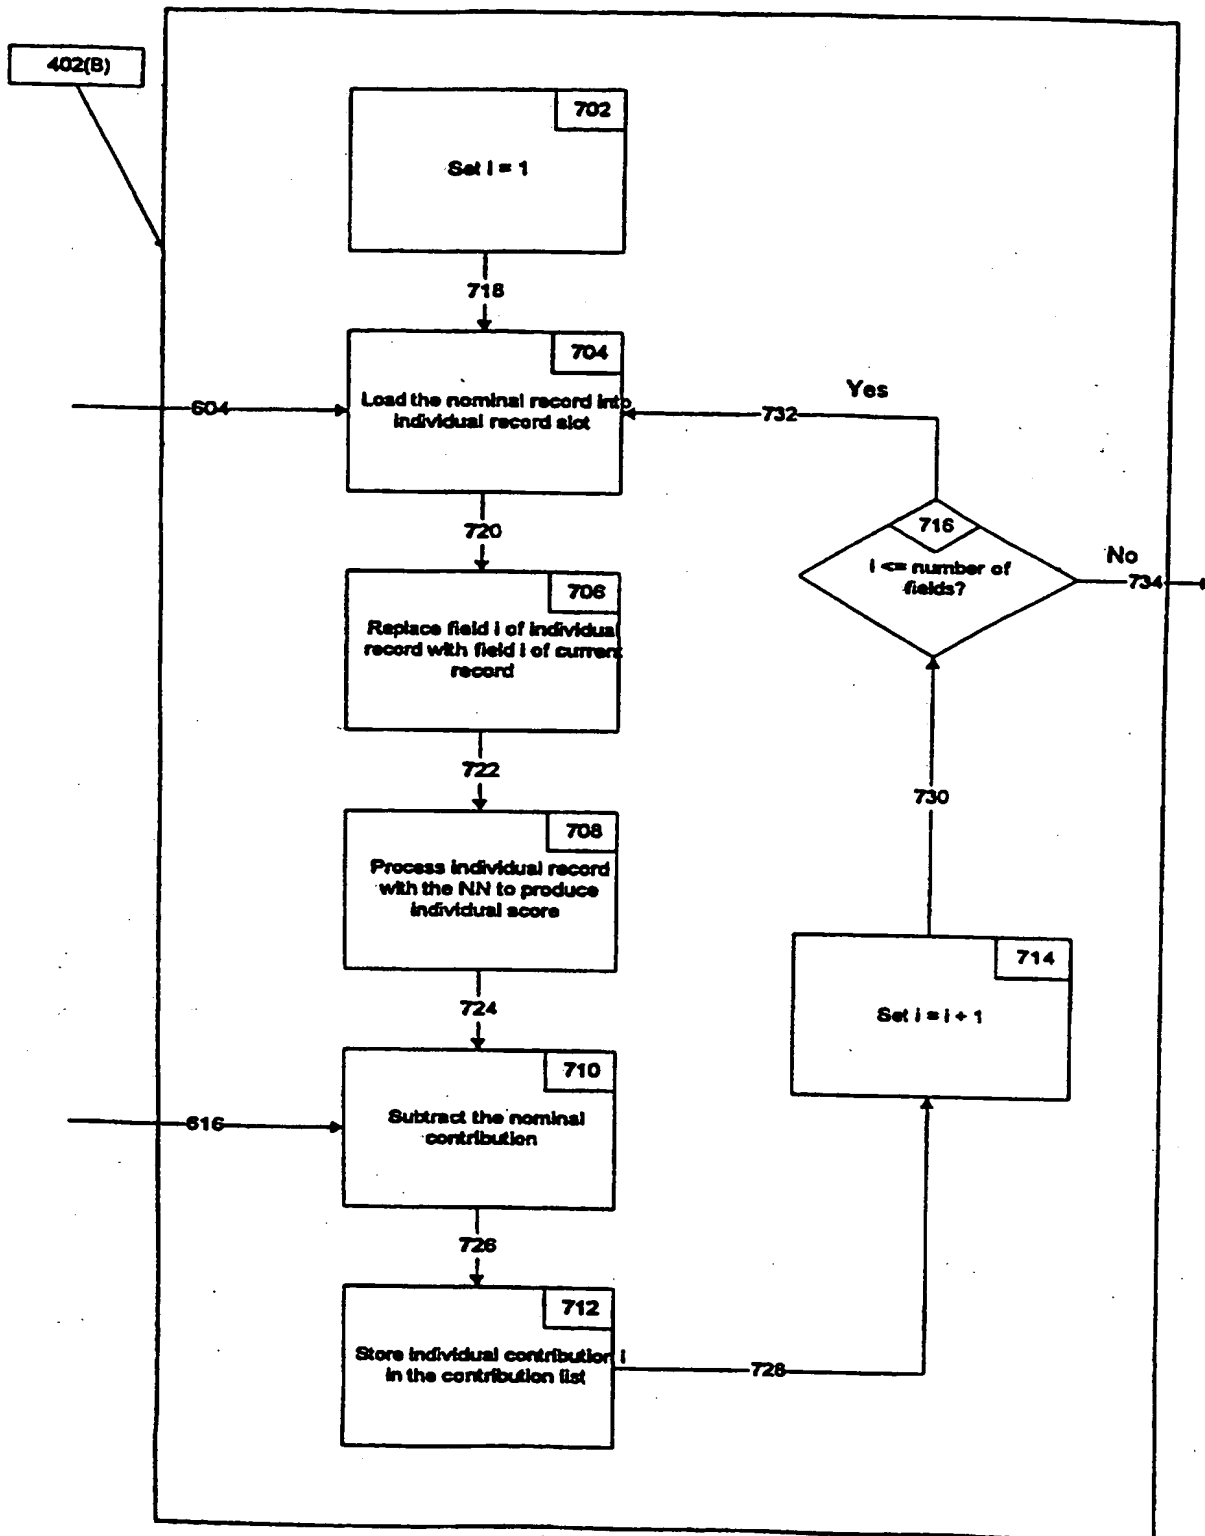 402(B)
702
Set i = 1
718
704
Load the nominal record into
individual record slot
604
Yes
732
720
716
i <= number of
fields?
No
734
706
Replace field i of individual
record with field i of current
record
722
708
Process individual record
with the NN to produce
individual score
730
724
714
Set i = i + 1
710
Subtract the nominal
contribution
616
726
712
Store individual contribution i
in the contribution list
728